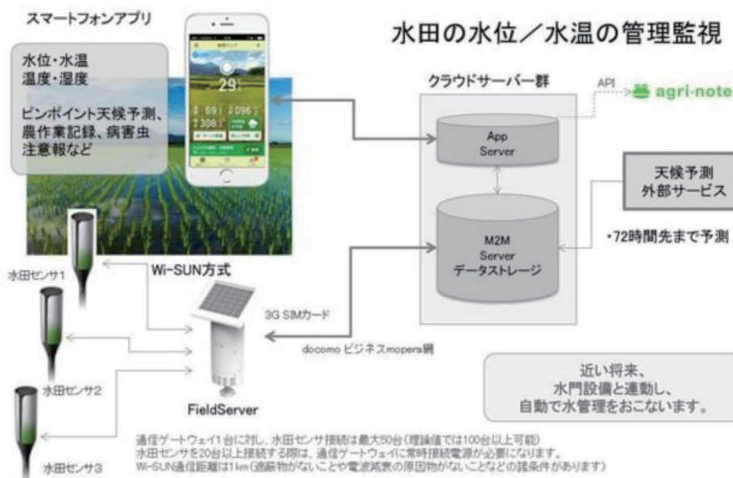 スマートフォンアプリ
水田の水位／水温の管理監視
水位・水温
温度・湿度
ピンポイント天候予測、
農作業記録、病害虫
注意報など
29
クラウドサーバー群
API
agri-note
App
Server
天候予測
外部サービス
・72時間先まで予測
M2M
Server
データストレージ
Wi-SUN方式
水田センサ1
3G SIMカード
docomo ビジネスmopera網
水田センサ2
FieldServer
水田センサ3
近い将来、
水門設備と連動し、
自動で水管理をおこないます。
通信ゲートウェイ1台に対し、水田センサ接続は最大50台(理論値では100台以上可能)
水田センサを20台以上接続する際は、通信ゲートウェイに常時接続電源が必要になります。
Wi-SUN通信距離は1km(遮蔽物がないことや電波減衰の原因物がないことなどの諸条件があります)